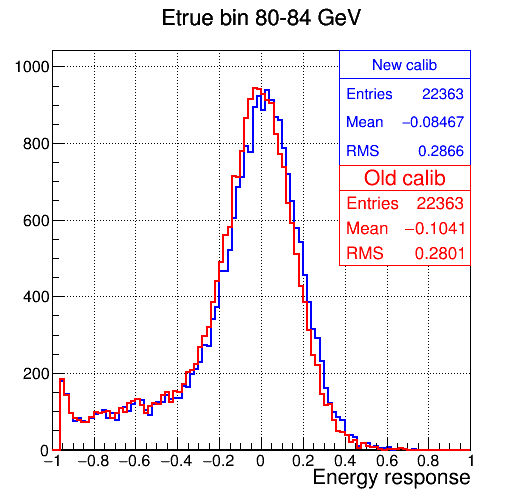 Etrue bin 80-84 GeV
New calib
Entries 22363
Mean −0.08467
RMS 0.2866
Old calib
Entries 22363
Mean −0.1041
RMS 0.2801
1000
800
600
400
200
0
−1 −0.8 −0.6 −0.4 −0.2 0 0.2 0.4 0.6 0.8 1
Energy response